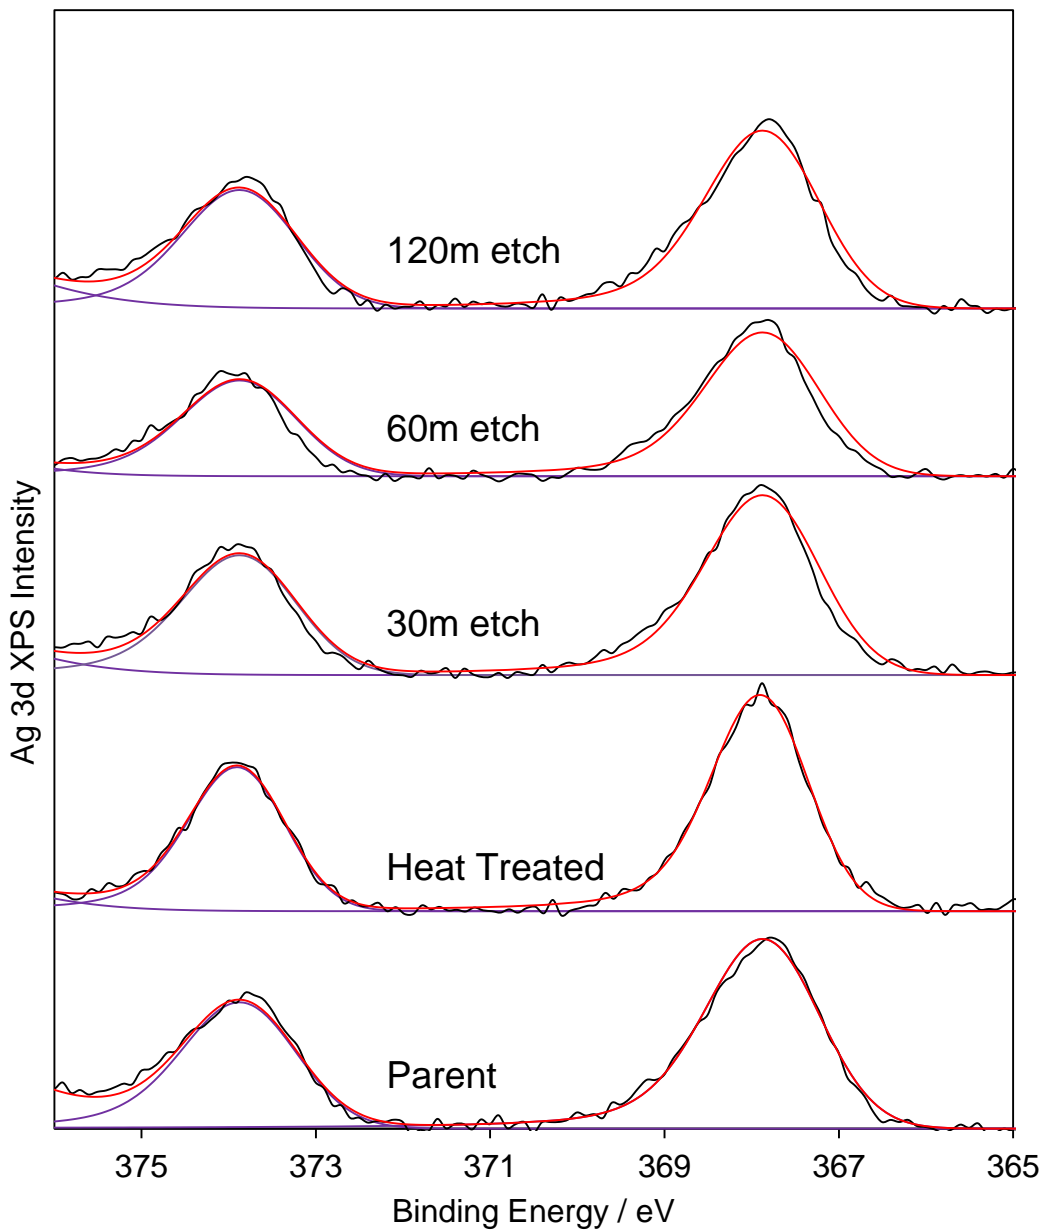 120m etch
60m etch
30m etch
Heat Treated
Parent
Ag 3d XPS Intensity
375 373 371 369 367 365
Binding Energy / eV